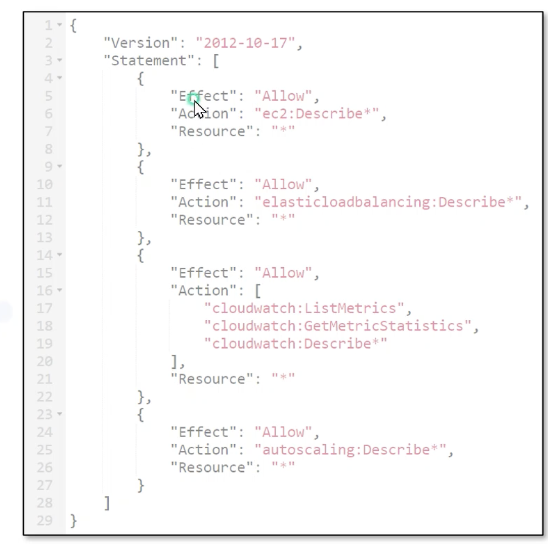 1 {
2 "Version": "2012-10-17",
3 "Statement": [
4 {
5 "Effect": "Allow",
6 "Action": "ec2:Describe*",
7 "Resource": "*"
8 },
9 {
10 "Effect": "Allow",
11 "Action": "elasticloadbalancing:Describe*",
12 "Resource": "*"
13 },
14 {
15 "Effect": "Allow",
16 "Action": [
17 "cloudwatch:ListMetrics",
18 "cloudwatch:GetMetricStatistics",
19 "cloudwatch:Describe*"
20 ],
21 "Resource": "*"
22 },
23 {
24 "Effect": "Allow",
25 "Action": "autoscaling:Describe*",
26 "Resource": "*"
27 }
28 ]
29 }